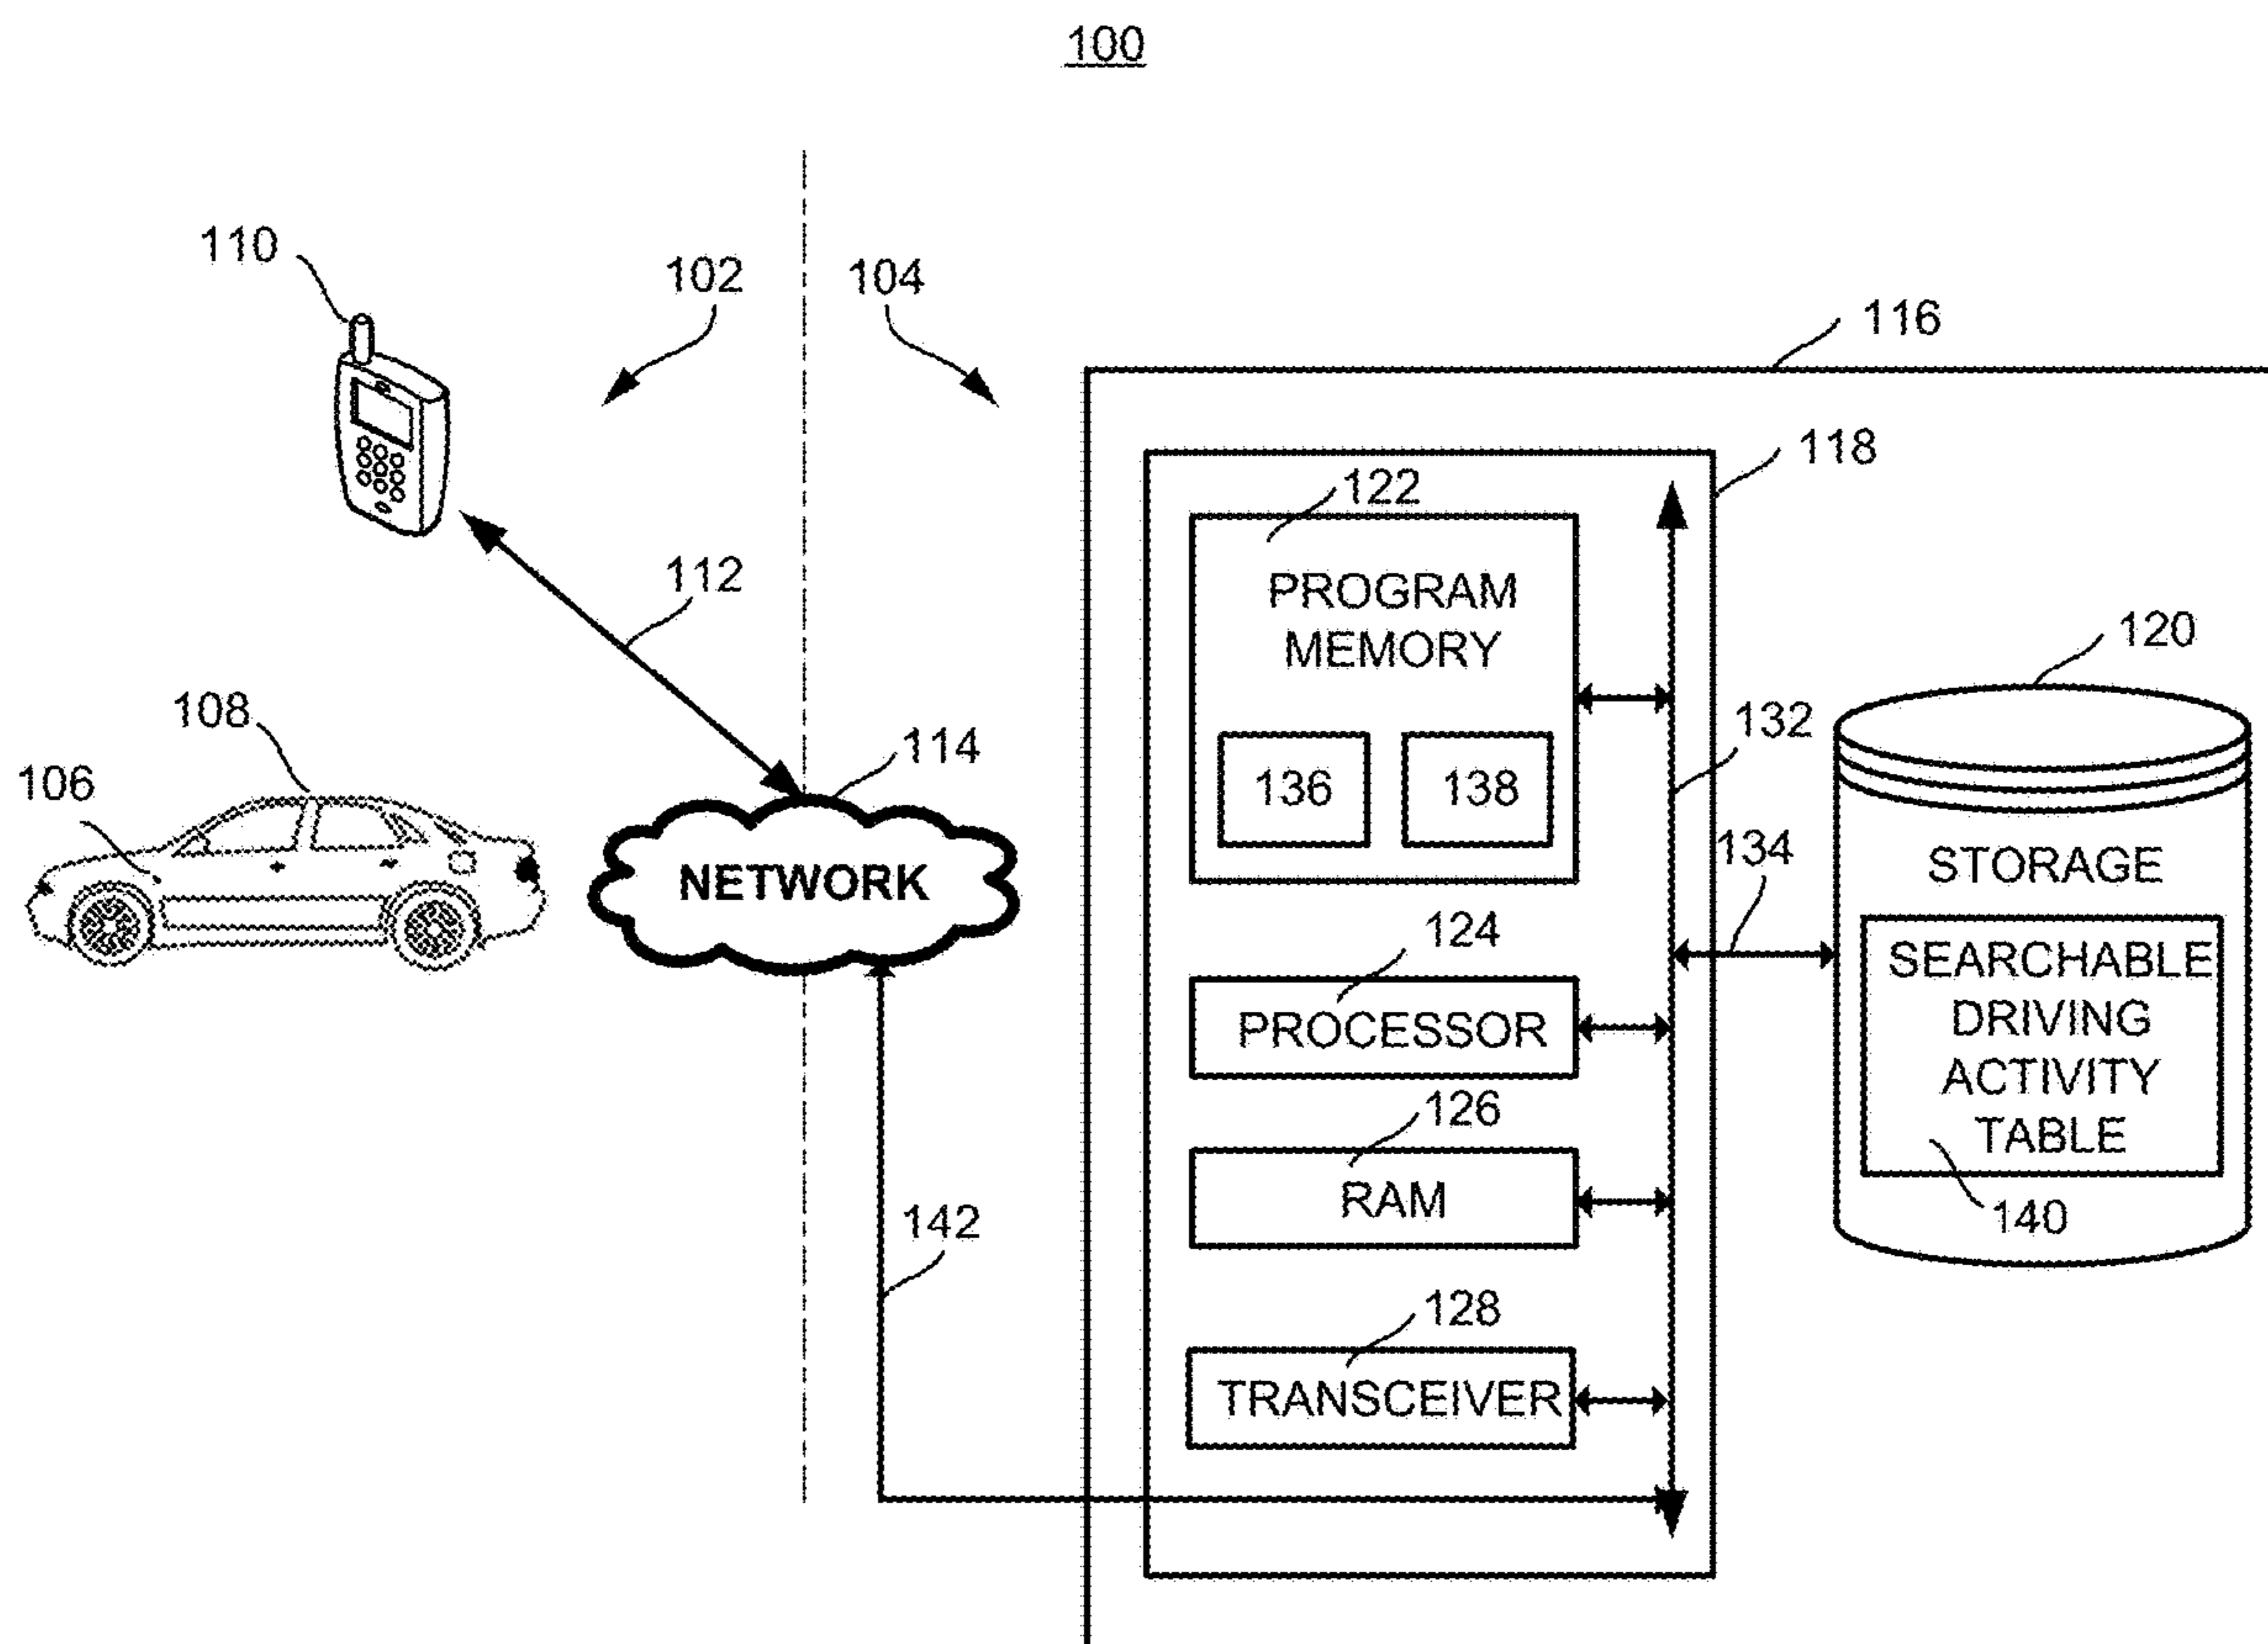 100
110
102
104
116
118
122
PROGRAM
MEMORY
112
120
108
132
114
106
136
138
134
NETWORK
STORAGE
124
SEARCHABLE
DRIVING
ACTIVITY
TABLE
PROCESSOR
126
RAM
142
140
128
TRANSCEIVER